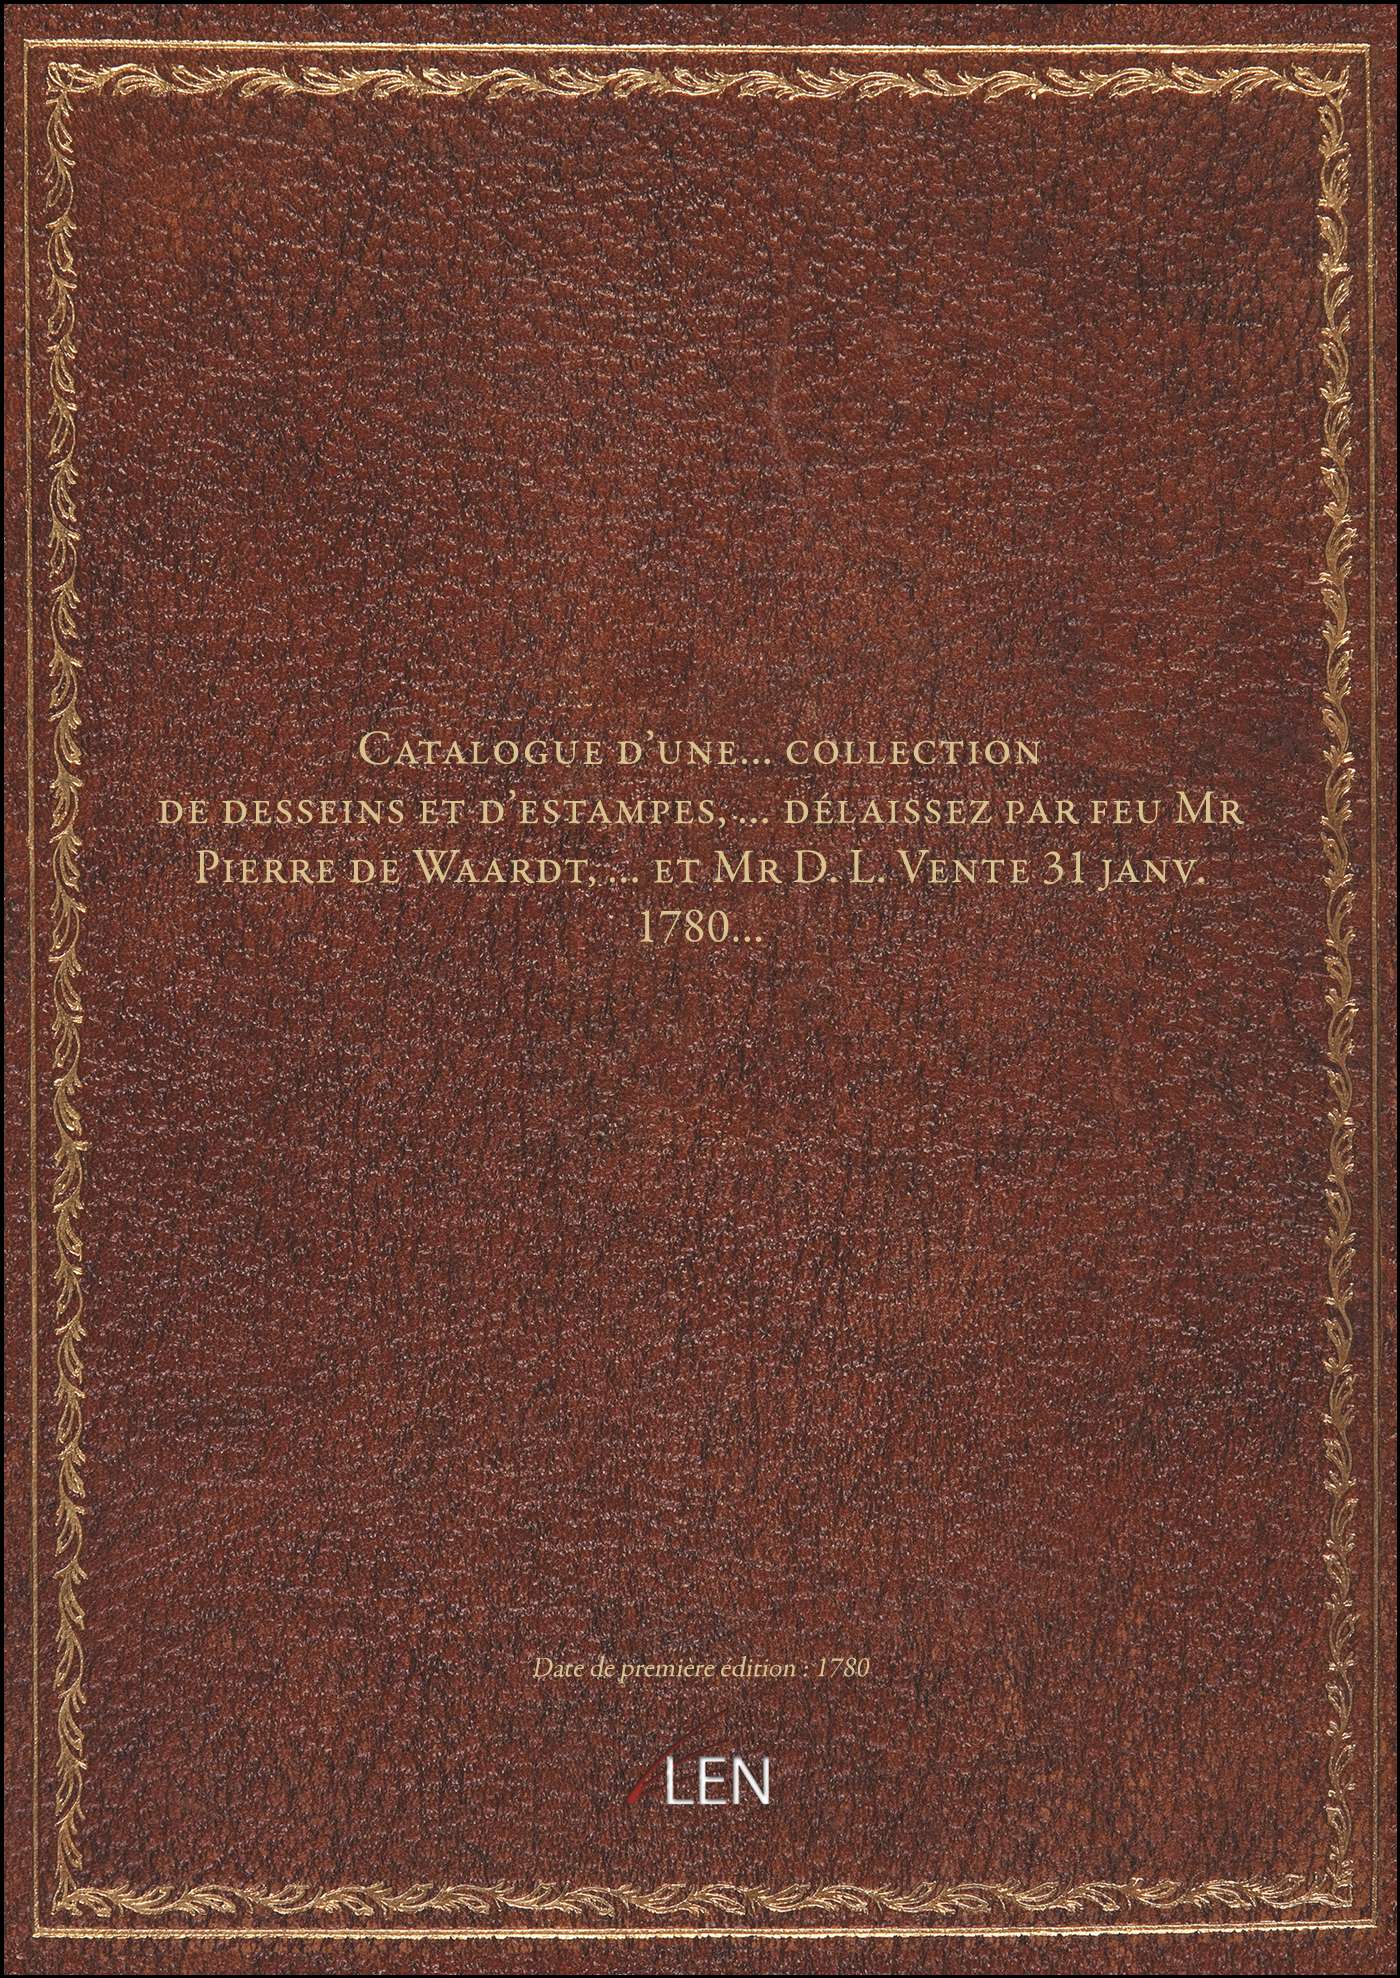 Catalogue d'une... collection
de desseins et d'estampes, ... délaissez par feu Mr
Pierre de Waardt, ... et Mr D. L. Vente 31 janv.
1780...
Date de première édition : 1780
LEN